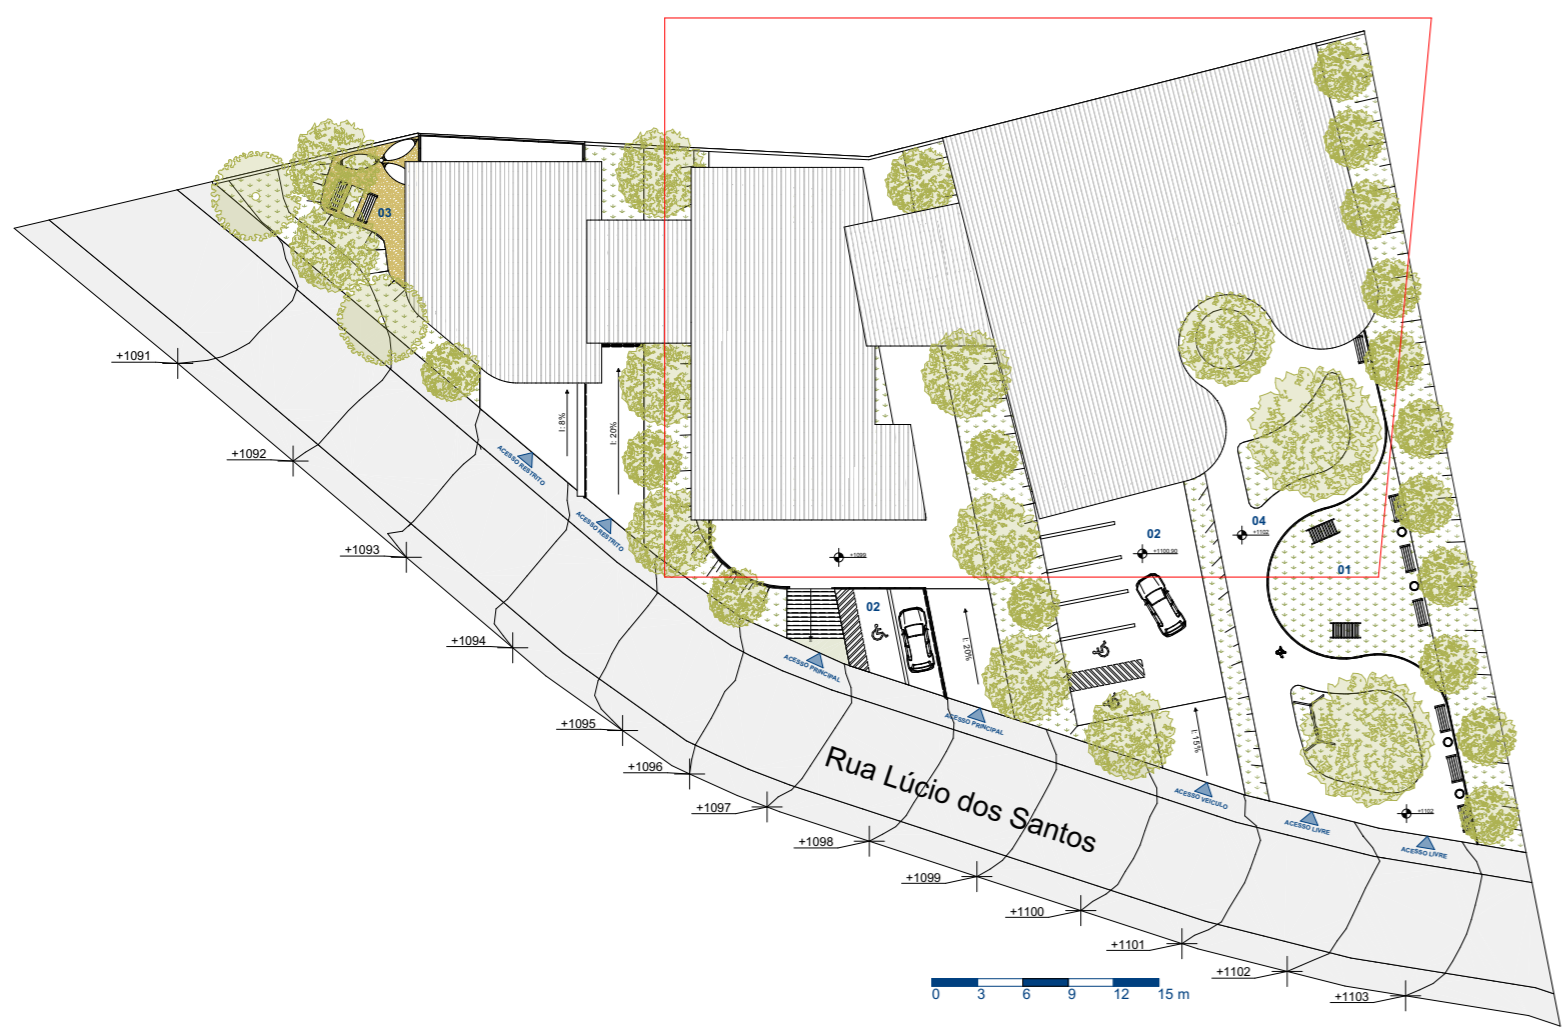 03
+1091
+1092
+1093
+1094
+1095
+1096
+1097
+1098
+1099
+1100
+1101
+1102
+1103
i: 8%
i: 20%
ACESSO RESTRITO
ACESSO RESTRITO
+1099
02
i: 20%
ACESSO PRINCIPAL
ACESSO PRINCIPAL
02
+1100,90
04
+1102
01
i: 15%
ACESSO VEÍCULO
ACESSO LIVRE
ACESSO LIVRE
+1102
Rua Lúcio dos Santos
0 3 6 9 12 15 m